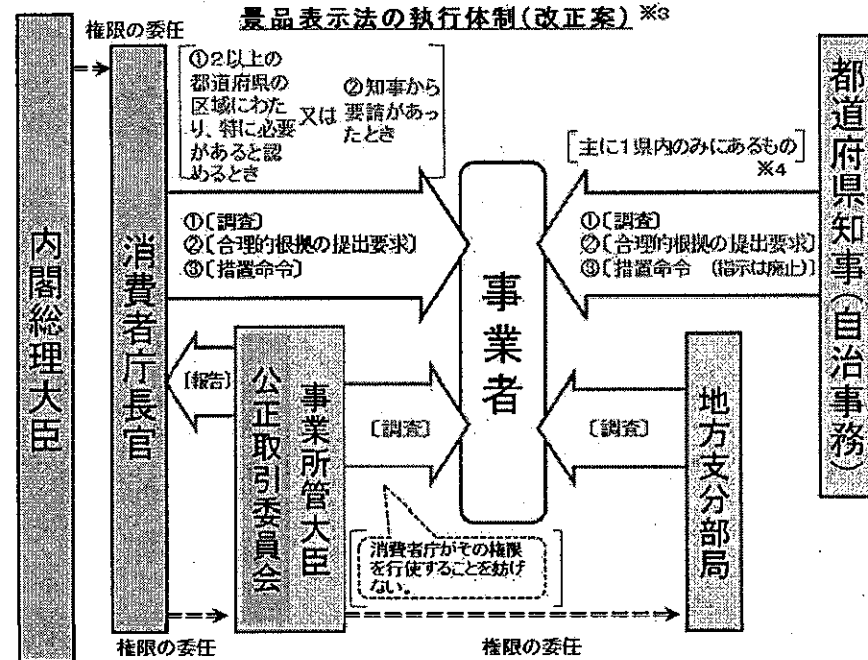 景品表示法の執行体制（改正案）※3
権限の委任
内閣総理大臣
消費者庁長官
①2以上の
都道府県の
区域にわた
り、特に必要
があると認
めるとき
又は
②知事から
要請があっ
たとき
①〔調査〕
②〔合理的根拠の提出要求〕
③〔措置命令〕
事業者
［主に1県内のみにあるもの］
※4
①〔調査〕
②〔合理的根拠の提出要求〕
③〔措置命令 （指示は廃止）〕
都道府県知事（自治事務）
〔報告〕
公正取引委員会
事業所管大臣
〔調査〕
〔調査〕
地方支分部局
消費者庁がその権限
を行使することを妨げ
ない。
権限の委任
権限の委任